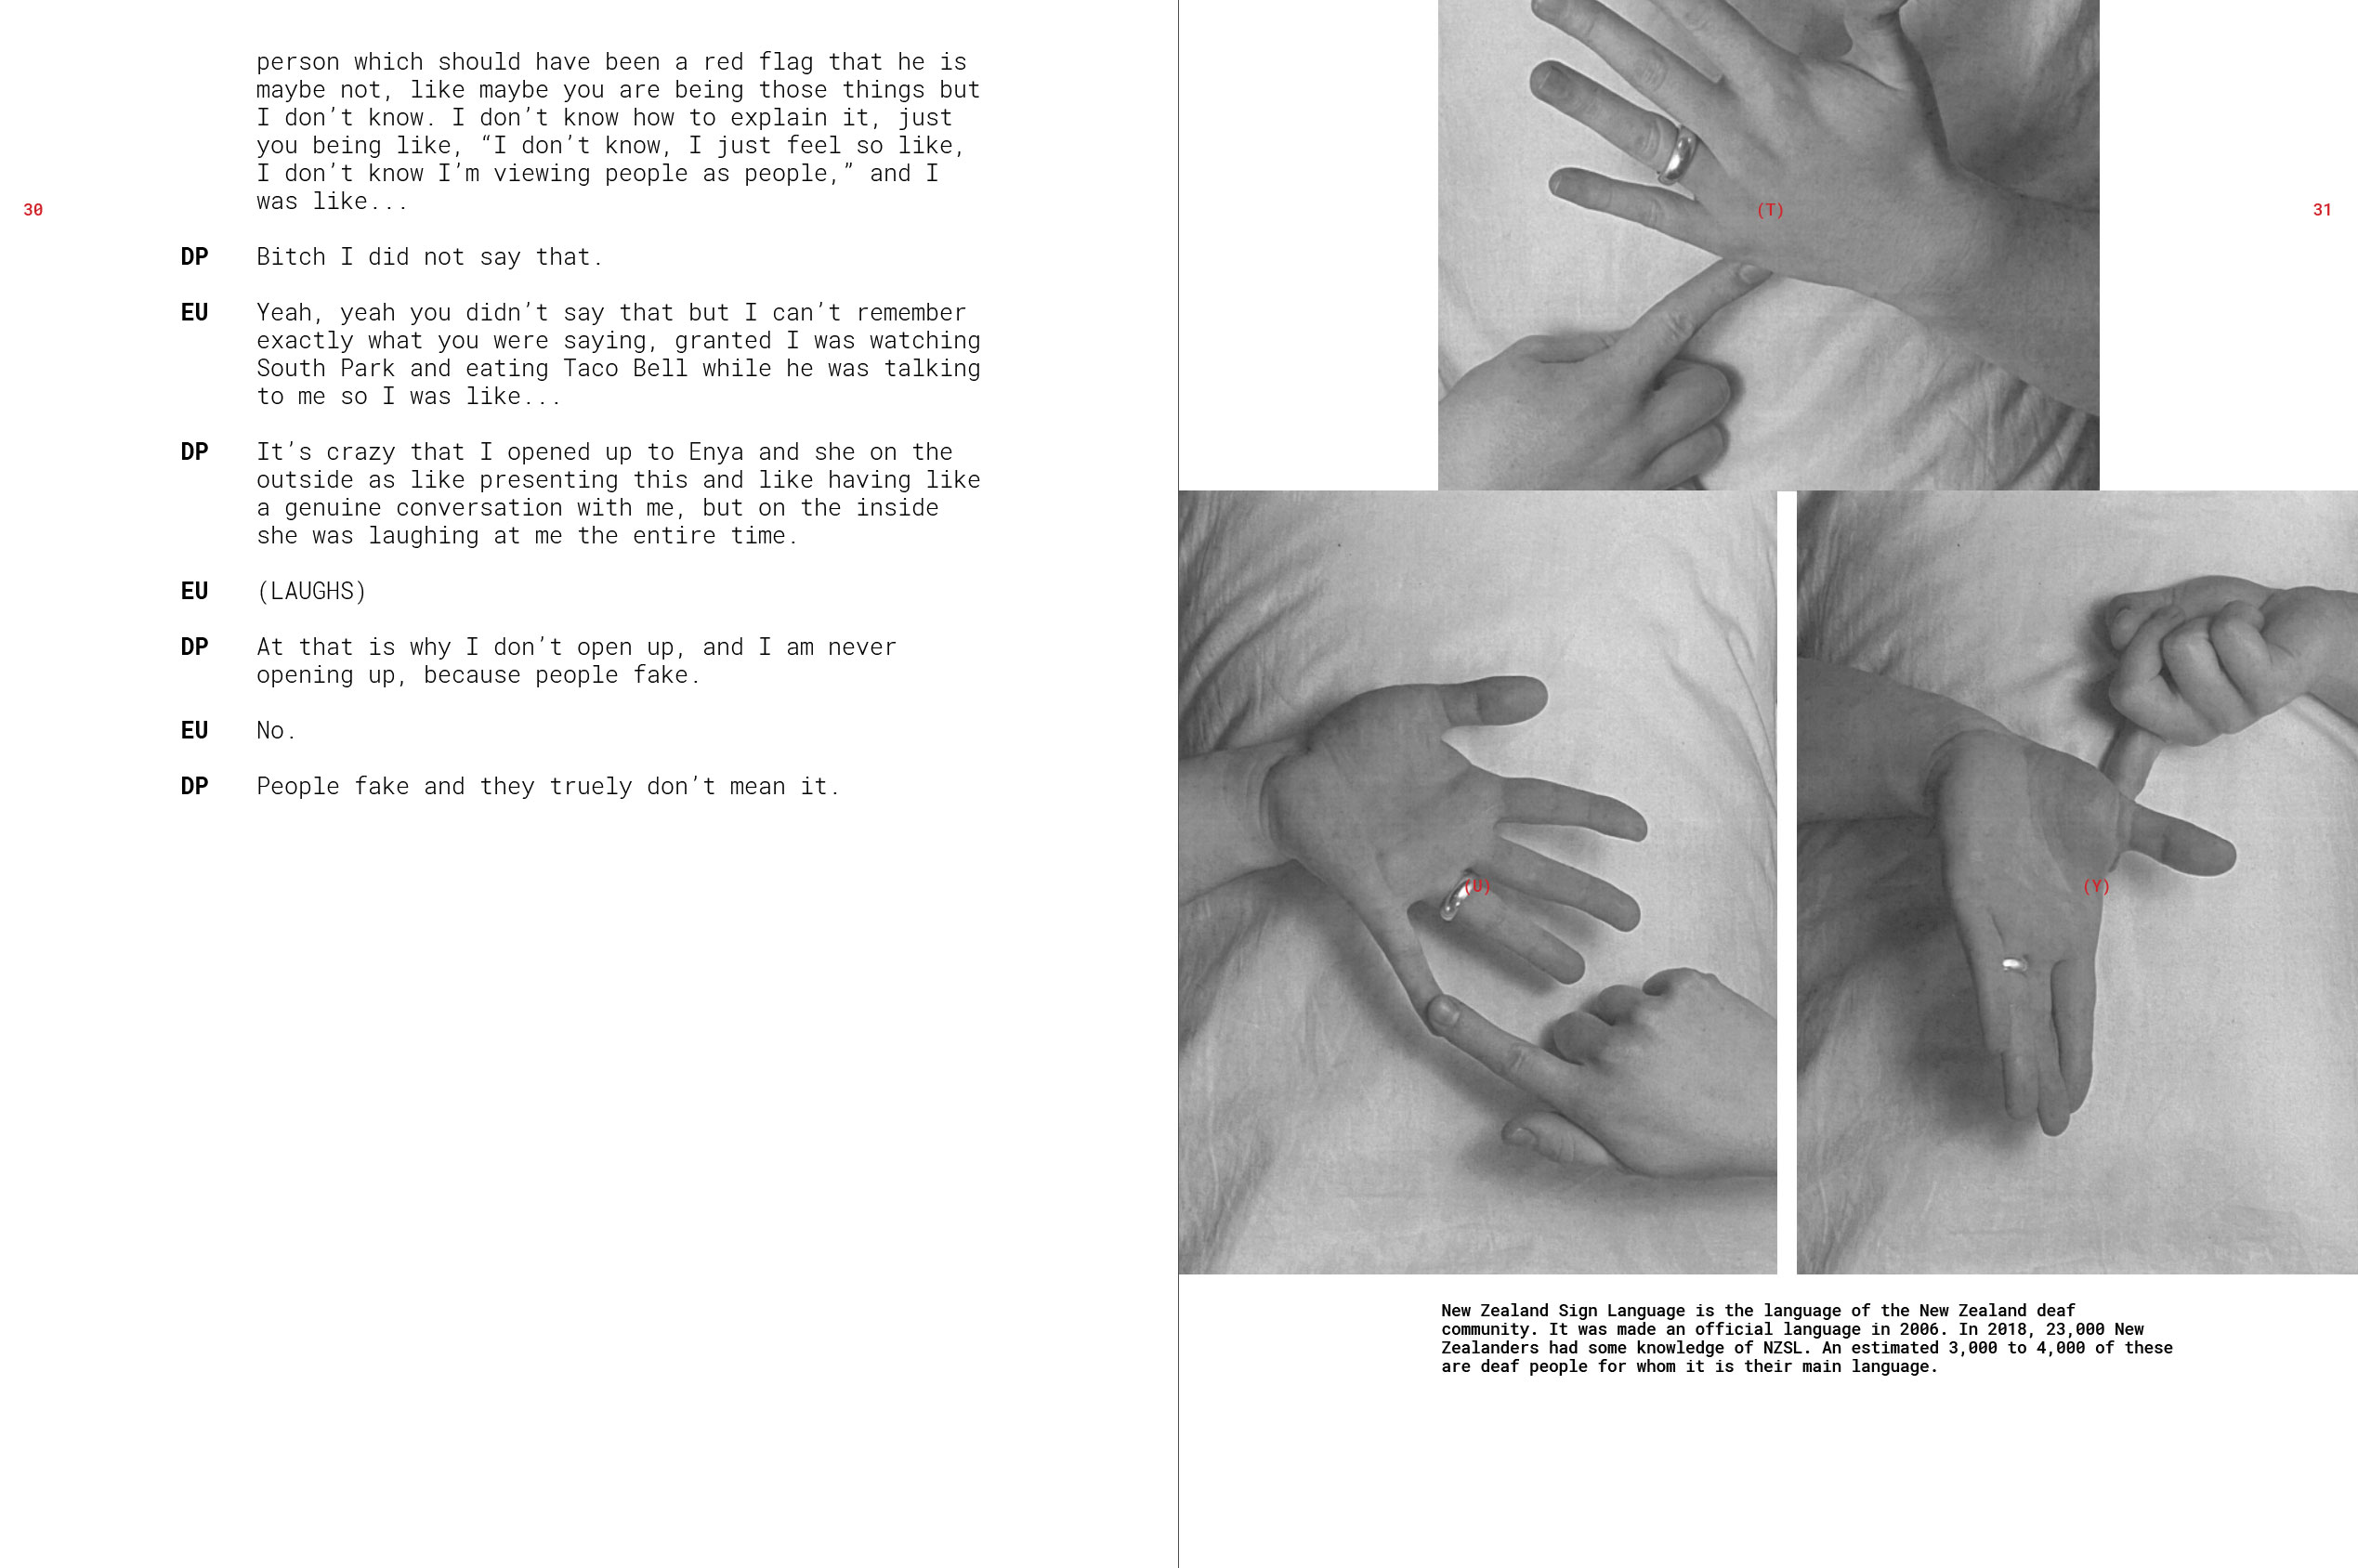 person which should have been a red flag that he is
maybe not, like maybe you are being those things but
I don’t know. I don’t know how to explain it, just
you being like, “I don’t know, I just feel so like,
I don’t know I’m viewing people as people,” and I
was like...
30
DP Bitch I did not say that.
EU Yeah, yeah you didn’t say that but I can’t remember
exactly what you were saying, granted I was watching
South Park and eating Taco Bell while he was talking
to me so I was like...
DP It’s crazy that I opened up to Enya and she on the
outside as like presenting this and like having like
a genuine conversation with me, but on the inside
she was laughing at me the entire time.
EU (LAUGHS)
DP At that is why I don’t open up, and I am never
opening up, because people fake.
EU No.
DP People fake and they truely don’t mean it.
(T)
31
(U)
(Y)
New Zealand Sign Language is the language of the New Zealand deaf
community. It was made an official language in 2006. In 2018, 23,000 New
Zealanders had some knowledge of NZSL. An estimated 3,000 to 4,000 of these
are deaf people for whom it is their main language.